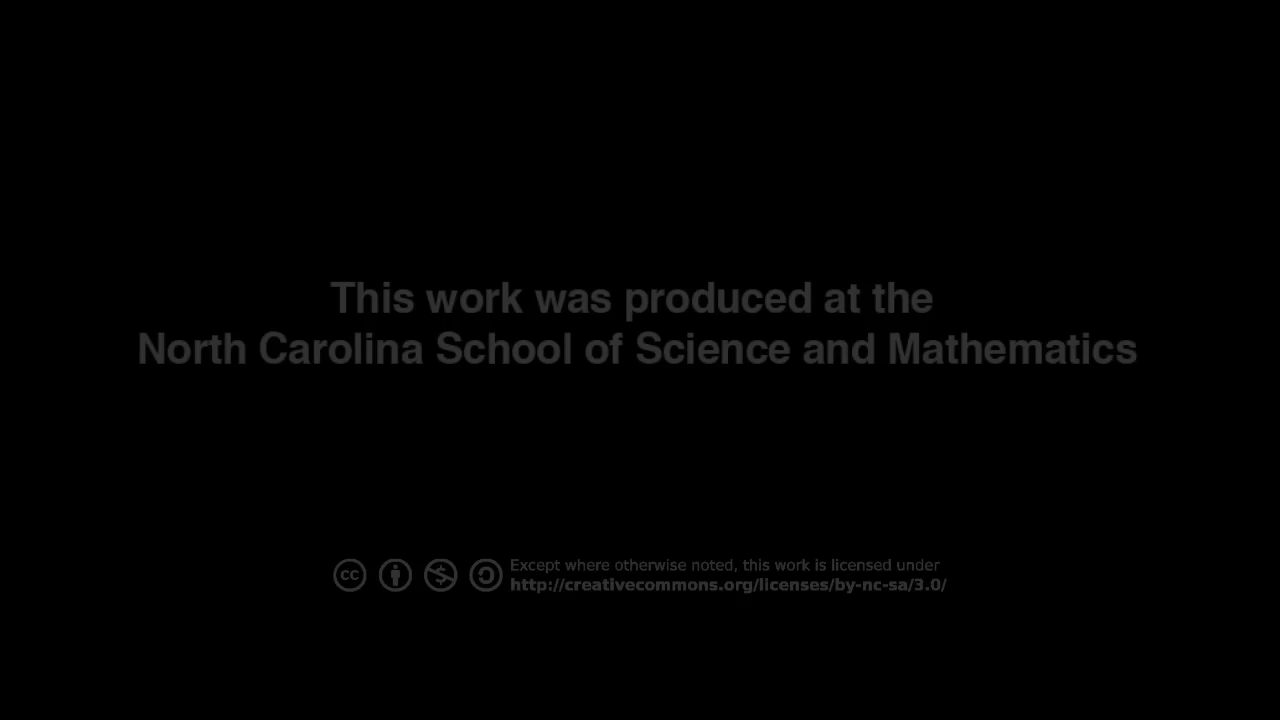 This work was produced at the
North Carolina School of Science and Mathematics
cc
Except where otherwise noted, this work is licensed under
http://creativecommons.org/licenses/by-nc-sa/3.0/